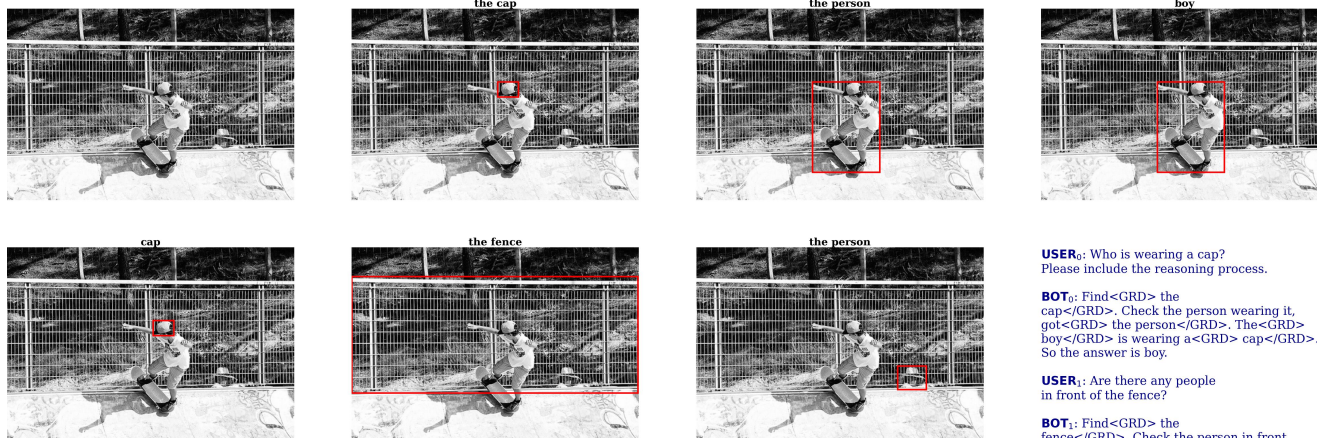 the cap
the person
boy
cap
the fence
the person
USER0: Who is wearing a cap?
Please include the reasoning process.
BOT0: Find<GRD> the
cap</GRD>. Check the person wearing it,
got<GRD> the person</GRD>. The<GRD>
boy</GRD> is wearing a<GRD> cap</GRD>.
So the answer is boy.
USER1: Are there any people
in front of the fence?
BOT1: Find<GRD> the
fence</GRD>. Check the person in front